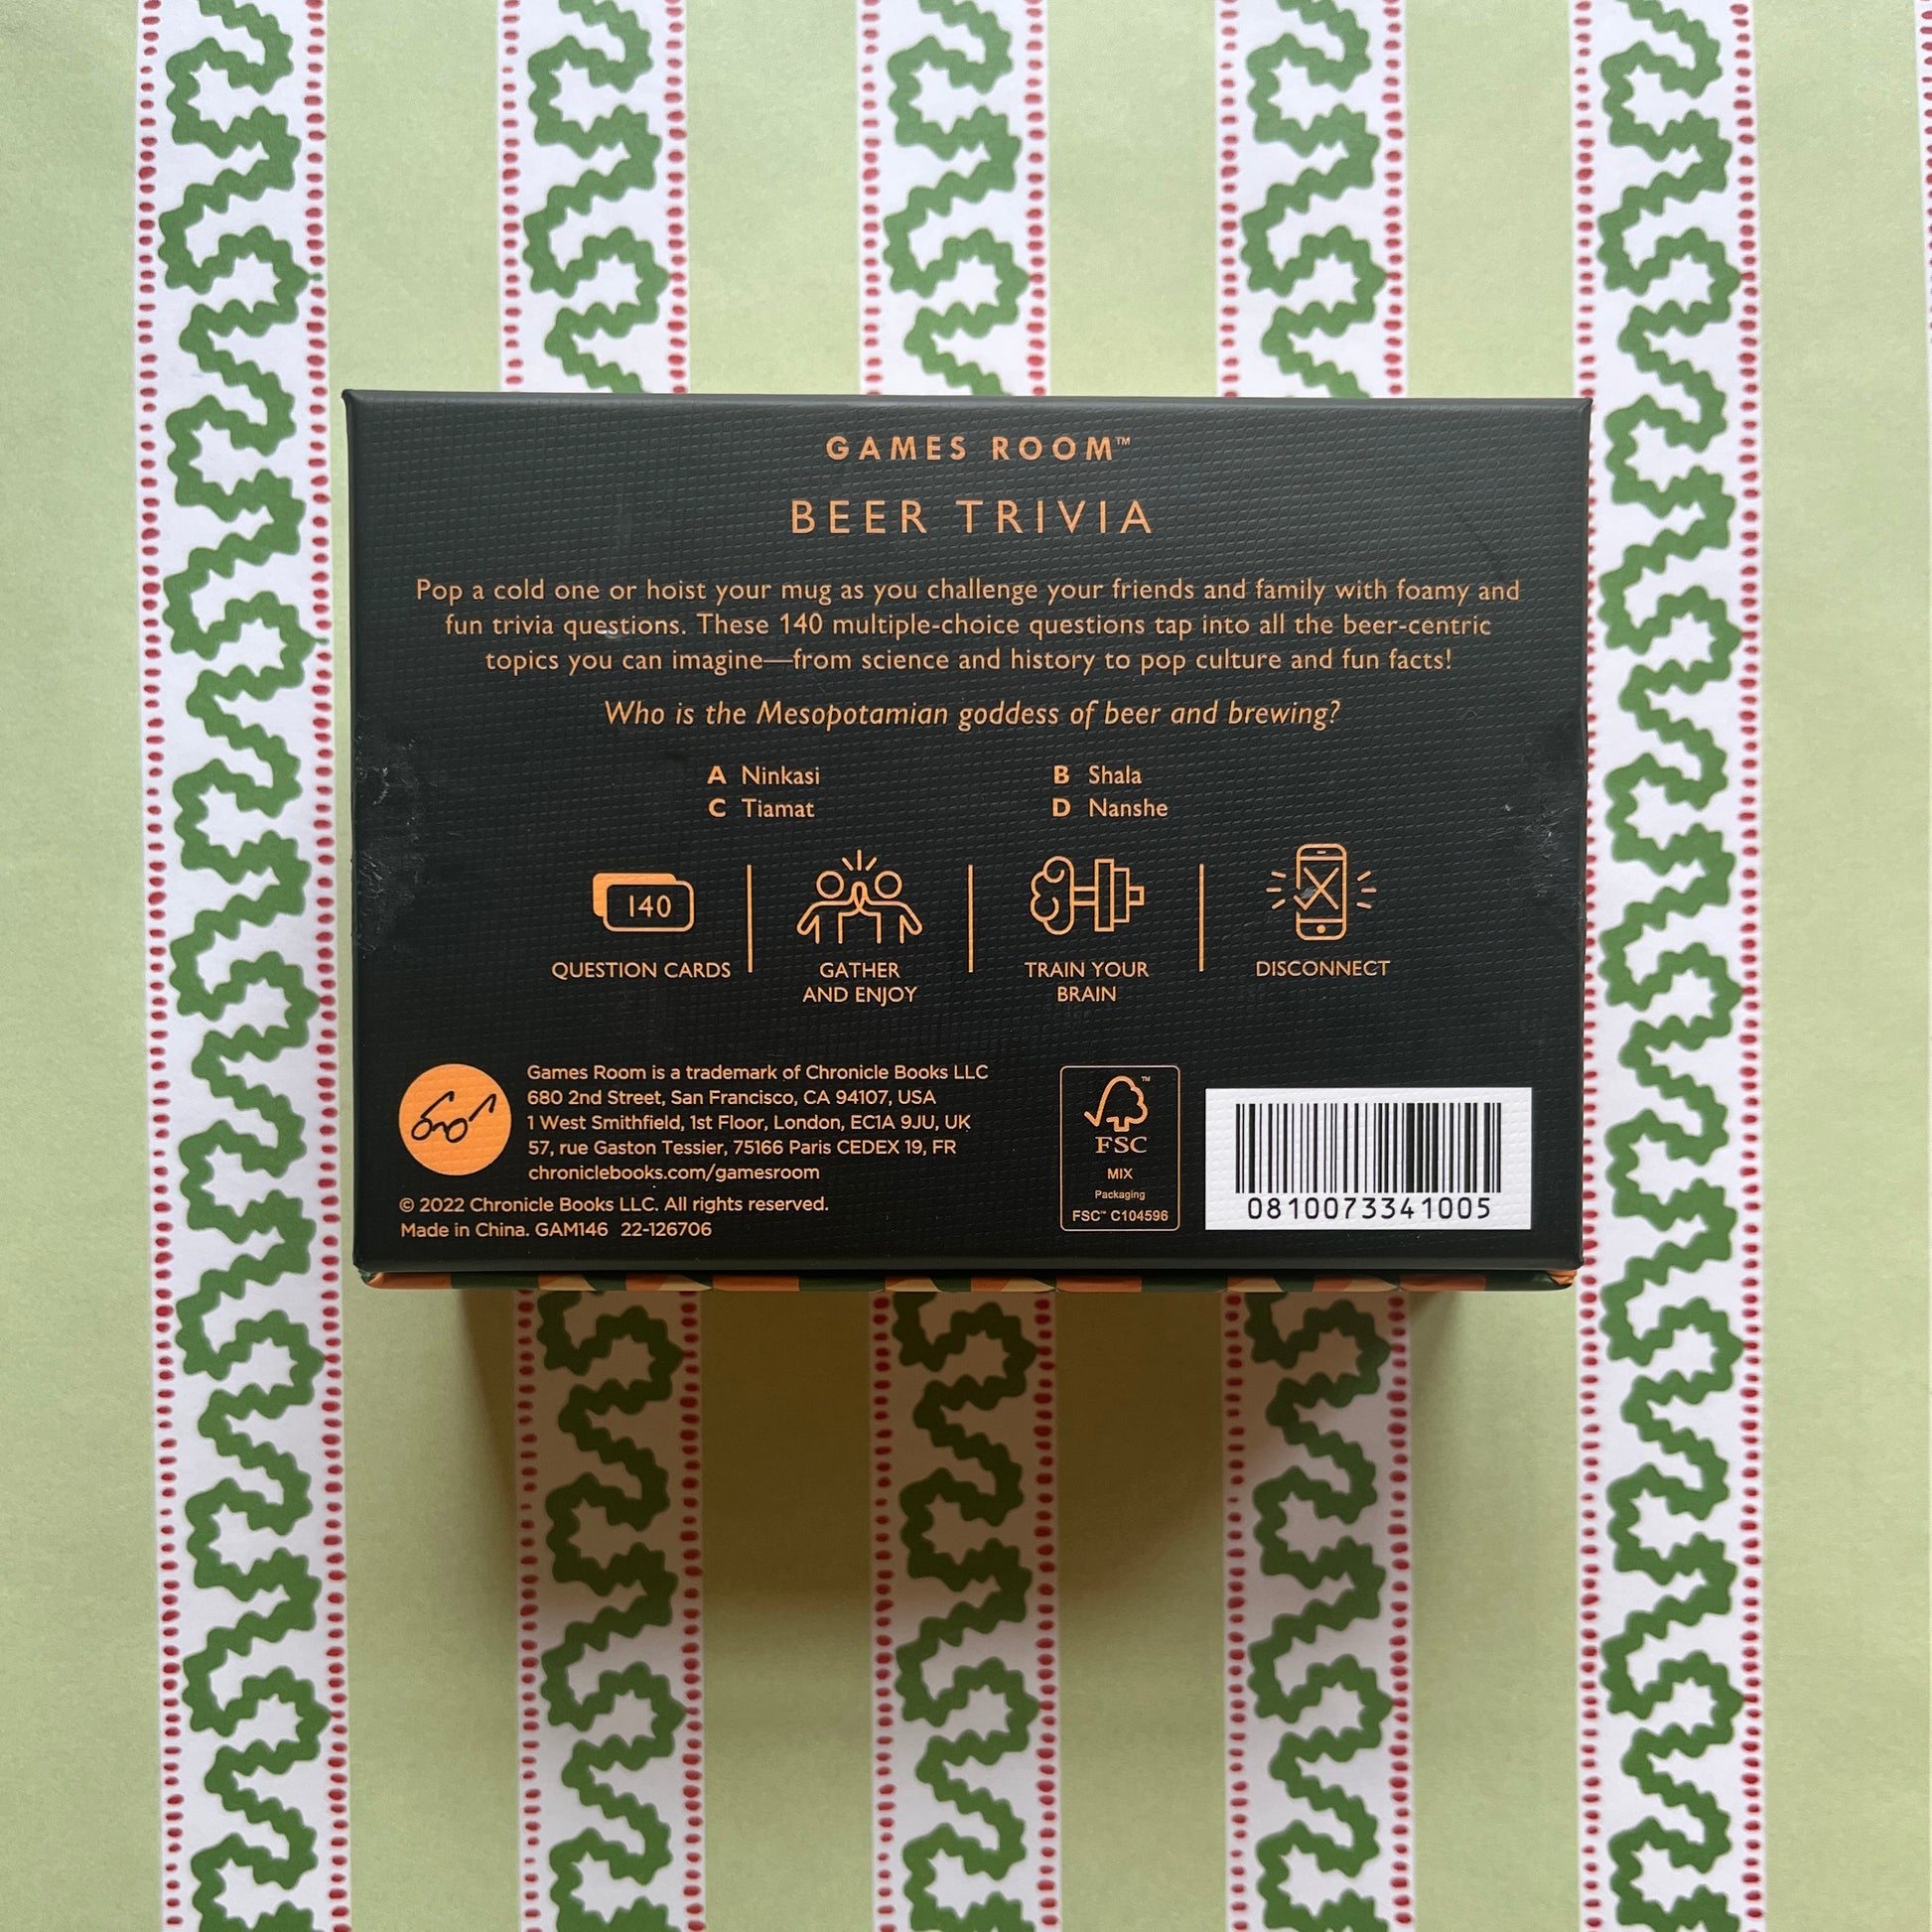 GAMES ROOM™
BEER TRIVIA
Pop a cold one or hoist your mug as you challenge your friends and family with foamy and
fun trivia questions. These 140 multiple-choice questions tap into all the beer-centric
topics you can imagine—from science and history to pop culture and fun facts!
Who is the Mesopotamian goddess of beer and brewing?
A Ninkasi B Shala
C Tiamat D Nanshe
140
QUESTION CARDS
GATHER
AND ENJOY
TRAIN YOUR
BRAIN
DISCONNECT
Games Room is a trademark of Chronicle Books LLC
680 2nd Street, San Francisco, CA 94107, USA
1 West Smithfield, 1st Floor, London, EC1A 9JU, UK
57, rue Gaston Tessier, 75166 Paris CEDEX 19, FR
chroniclebooks.com/gamesroom
© 2022 Chronicle Books LLC. All rights reserved.
Made in China. GAM146 22-126706
™
FSC
MIX
Packaging
FSC™ C104596
0810073341005